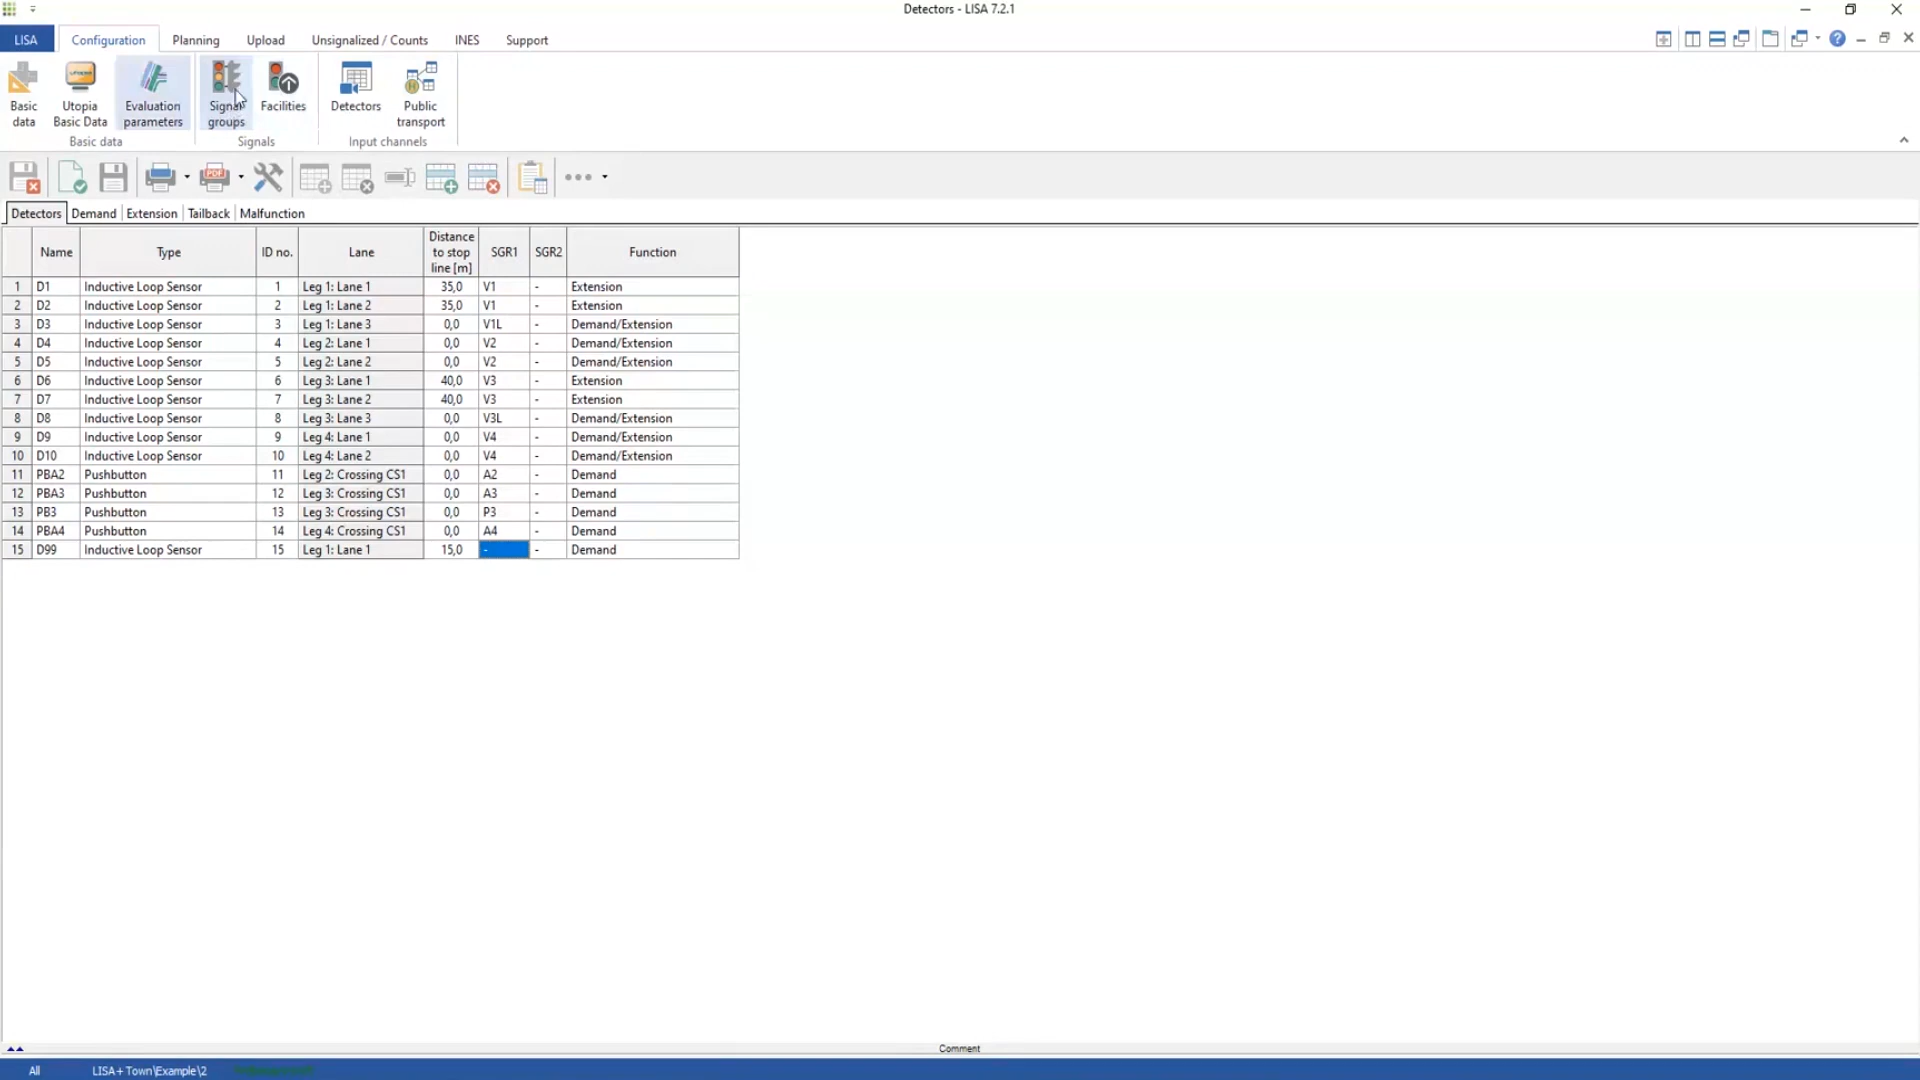 Detectors - LISA 7.2.1
LISA Configuration Planning Upload Unsignalized / Counts INES Support
Basic data
Utopia Basic Data
Evaluation parameters
Signal groups
Facilities
Detectors
Public transport
Basic data Signals Input channels
Detectors Demand Extension Tailback Malfunction
Name Type ID no. Lane Distance to stop line [m] SGR1 SGR2 Function
1 D1 Inductive Loop Sensor 1 Leg 1: Lane 1 35,0 V1 - Extension
2 D2 Inductive Loop Sensor 2 Leg 1: Lane 2 35,0 V1 - Extension
3 D3 Inductive Loop Sensor 3 Leg 1: Lane 3 0,0 V1L - Demand/Extension
4 D4 Inductive Loop Sensor 4 Leg 2: Lane 1 0,0 V2 - Demand/Extension
5 D5 Inductive Loop Sensor 5 Leg 2: Lane 2 0,0 V2 - Demand/Extension
6 D6 Inductive Loop Sensor 6 Leg 3: Lane 1 40,0 V3 - Extension
7 D7 Inductive Loop Sensor 7 Leg 3: Lane 2 40,0 V3 - Extension
8 D8 Inductive Loop Sensor 8 Leg 3: Lane 3 0,0 V3L - Demand/Extension
9 D9 Inductive Loop Sensor 9 Leg 4: Lane 1 0,0 V4 - Demand/Extension
10 D10 Inductive Loop Sensor 10 Leg 4: Lane 2 0,0 V4 - Demand/Extension
11 PBA2 Pushbutton 11 Leg 2: Crossing CS1 0,0 A2 - Demand
12 PBA3 Pushbutton 12 Leg 3: Crossing CS1 0,0 A3 - Demand
13 PB3 Pushbutton 13 Leg 3: Crossing CS1 0,0 P3 - Demand
14 PBA4 Pushbutton 14 Leg 4: Crossing CS1 0,0 A4 - Demand
15 D99 Inductive Loop Sensor 15 Leg 1: Lane 1 15,0 - - Demand
Comment
All LISA+ Town\Example\2